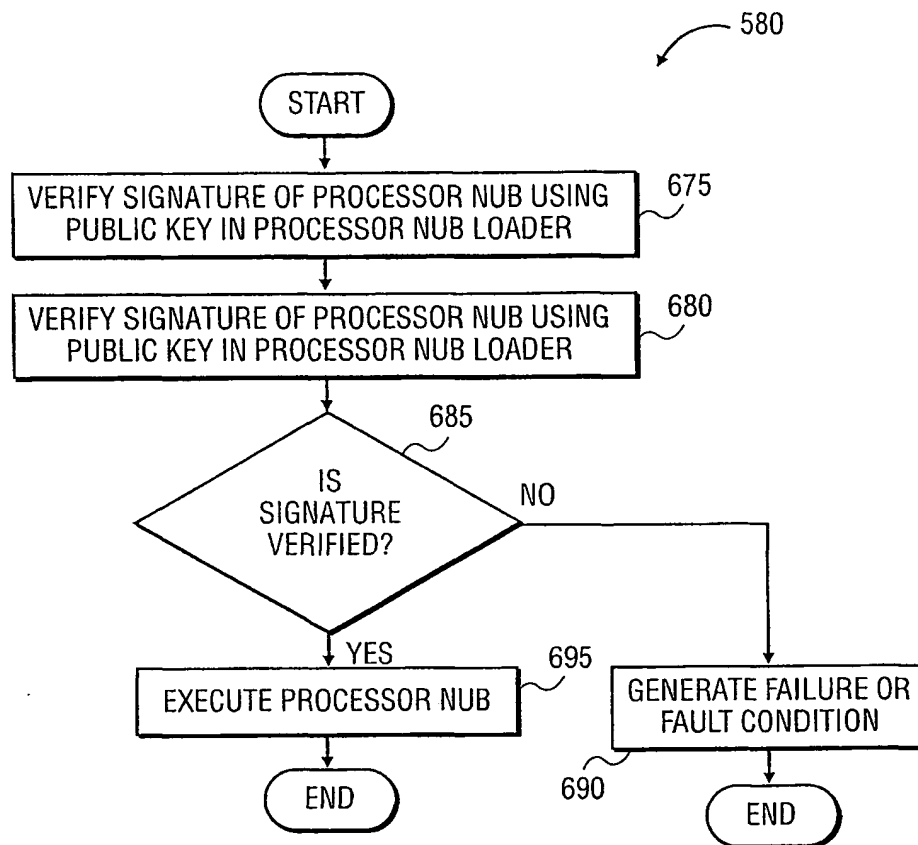 580
START
VERIFY SIGNATURE OF PROCESSOR NUB USING
PUBLIC KEY IN PROCESSOR NUB LOADER
675
VERIFY SIGNATURE OF PROCESSOR NUB USING
PUBLIC KEY IN PROCESSOR NUB LOADER
680
685
IS
SIGNATURE
VERIFIED?
NO
YES
EXECUTE PROCESSOR NUB
695
GENERATE FAILURE OR
FAULT CONDITION
690
END
END